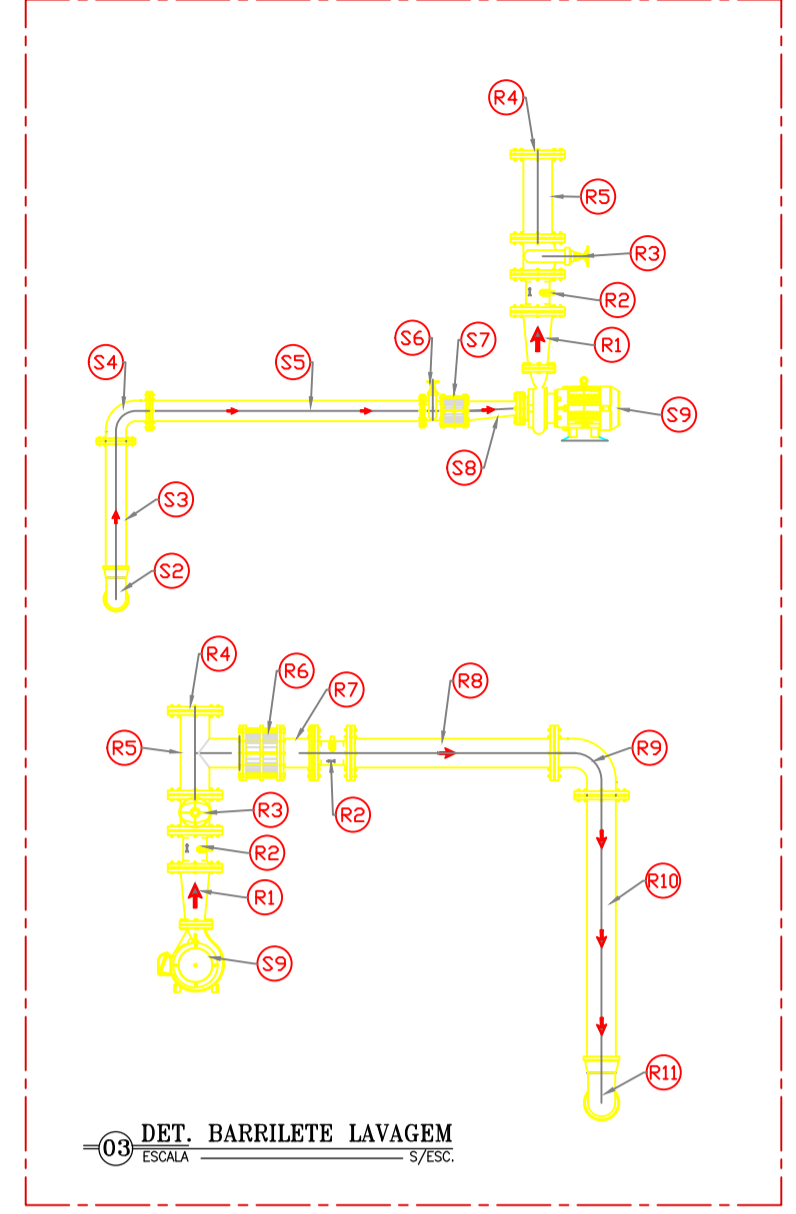 R4
R5
R3
R2
R1
S6
S7
S4
S5
S9
S8
S3
S2
R4
R6
R7
R8
R5
R9
R3
R2
R2
R10
R1
S9
R11
03 DET. BARRILETE LAVAGEM
ESCALA S/ESC.